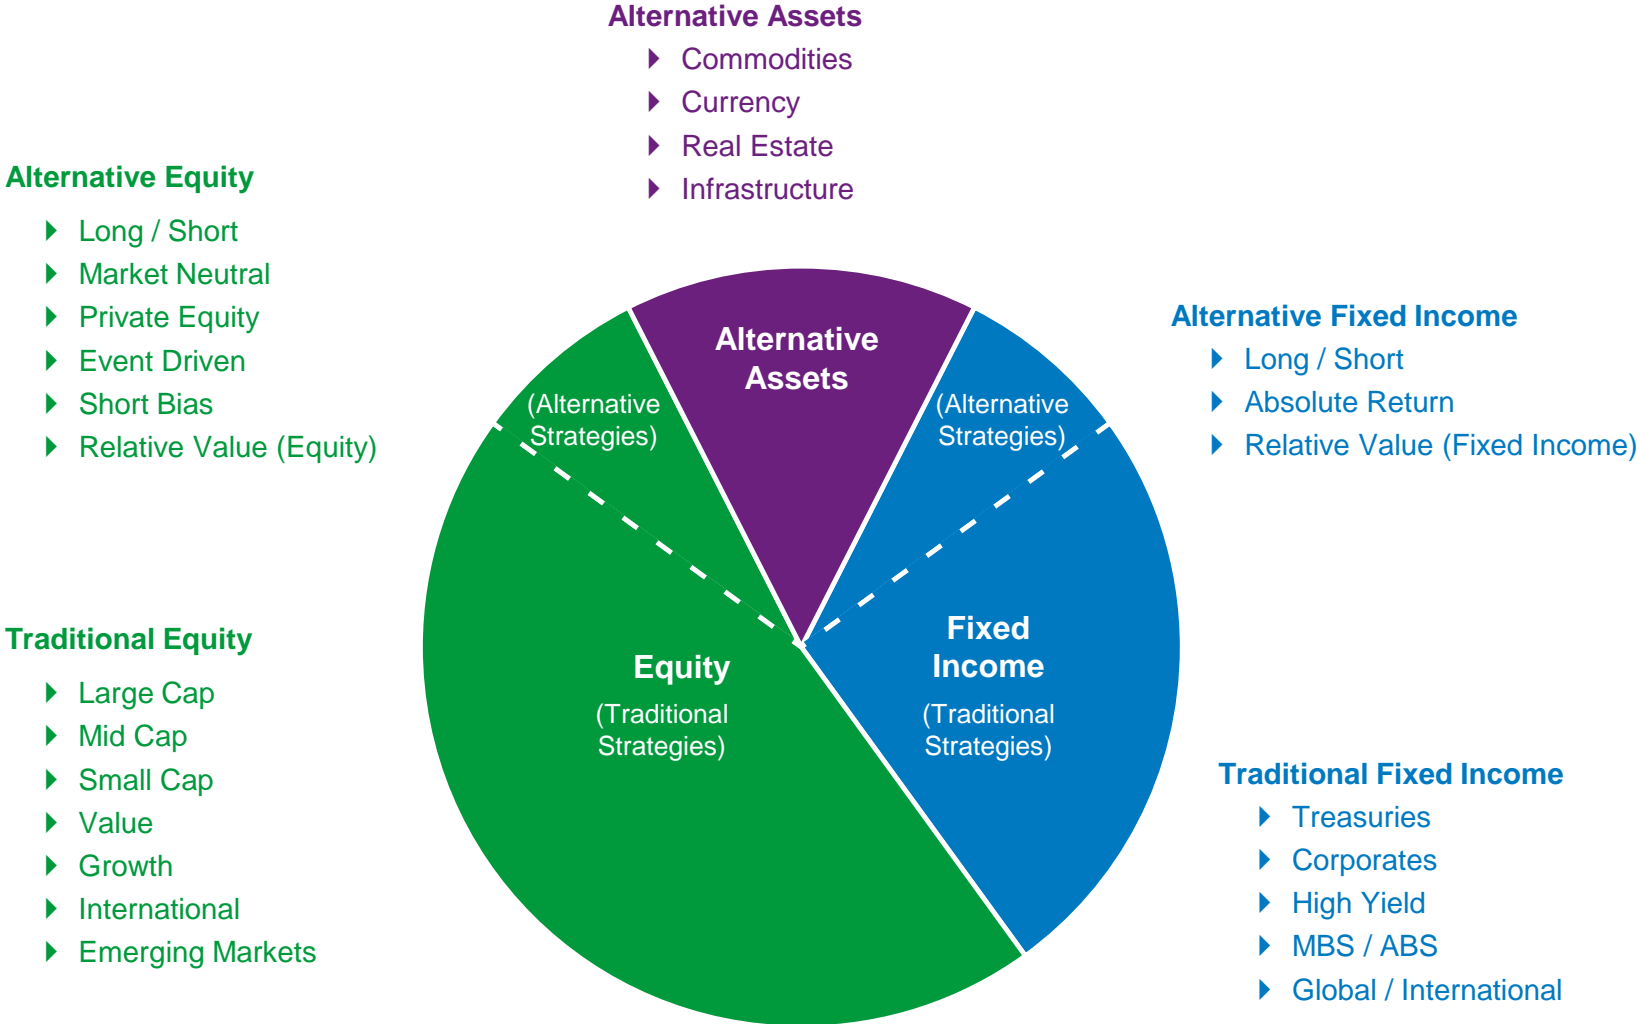 Alternative Assets
Commodities
Currency
Real Estate
Infrastructure
Alternative Equity
Long / Short
Market Neutral
Private Equity
Event Driven
Short Bias
Relative Value (Equity)
Alternative Fixed Income
Long / Short
Absolute Return
Relative Value (Fixed Income)
Alternative
Assets
(Alternative
Strategies)
(Alternative
Strategies)
Equity
(Traditional
Strategies)
Fixed
Income
(Traditional
Strategies)
Traditional Equity
Large Cap
Mid Cap
Small Cap
Value
Growth
International
Emerging Markets
Traditional Fixed Income
Treasuries
Corporates
High Yield
MBS / ABS
Global / International